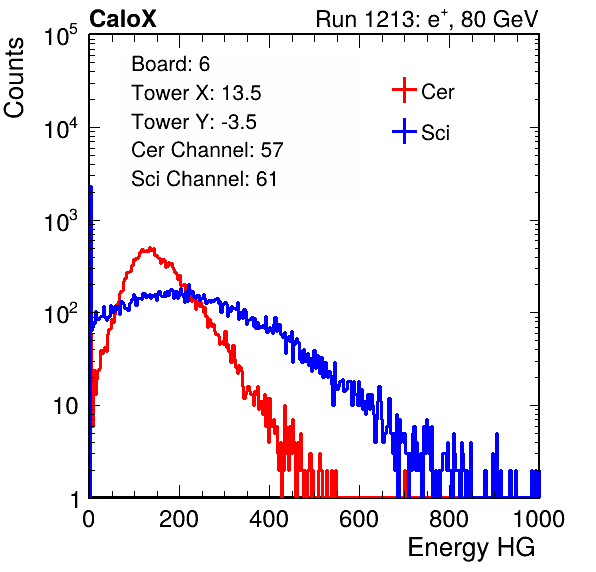 CaloX Run 1213: e⁺, 80 GeV
Counts
10⁵
10⁴
10³
10²
10
1
Board: 6
Tower X: 13.5
Tower Y: -3.5
Cer Channel: 57
Sci Channel: 61
Cer
Sci
0 200 400 600 800 1000
Energy HG